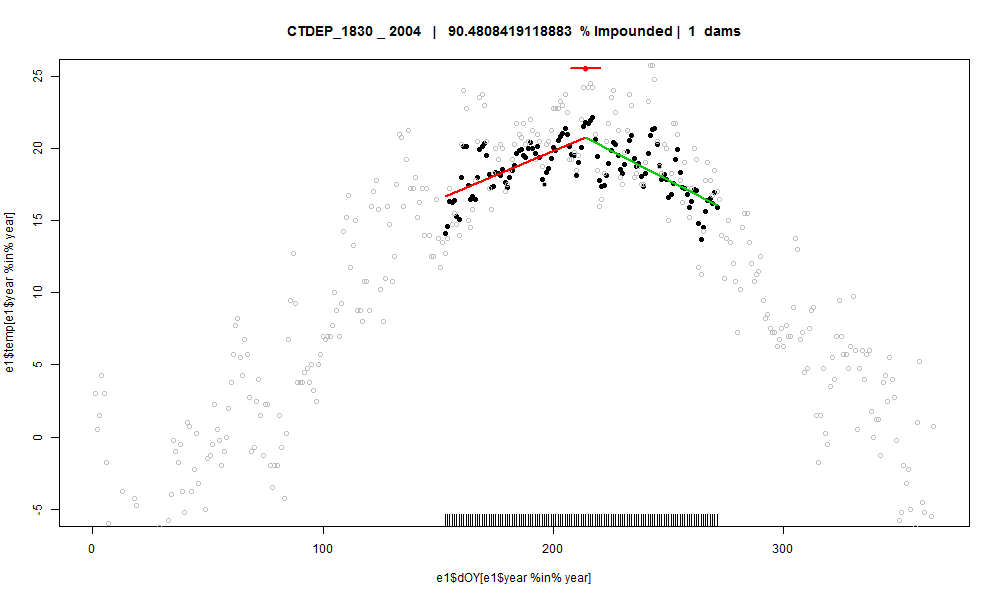 CTDEP_1830 _ 2004 | 90.4808419118883 % Impounded | 1 dams
e1$temp[e1$year %in% year]
25
20
15
10
5
0
-5
0 100 200 300
e1$dOY[e1$year %in% year]